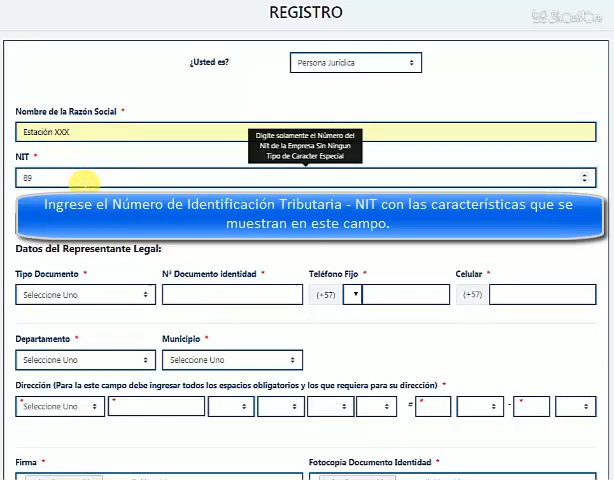 REGISTRO
¿Usted es?
Persona Jurídica
Nombre de la Razón Social *
Estación XXX
Digite solamente el Número del
Nit de la Empresa Sin Ningun
Tipo de Caracter Especial
NIT *
89
Ingrese el Número de Identificación Tributaria - NIT con las características que se
muestran en este campo.
Datos del Representante Legal:
Tipo Documento * Nª Documento identidad * Teléfono Fijo * Celular *
Seleccione Uno (+57) (+57)
Departamento * Municipio *
Seleccione Uno Seleccione Uno
Dirección (Para la este campo debe ingresar todos los espacios obligatorios y los que requiera para su dirección) *
* Seleccione Uno * # * - *
Firma * Fotocopia Documento Identidad *